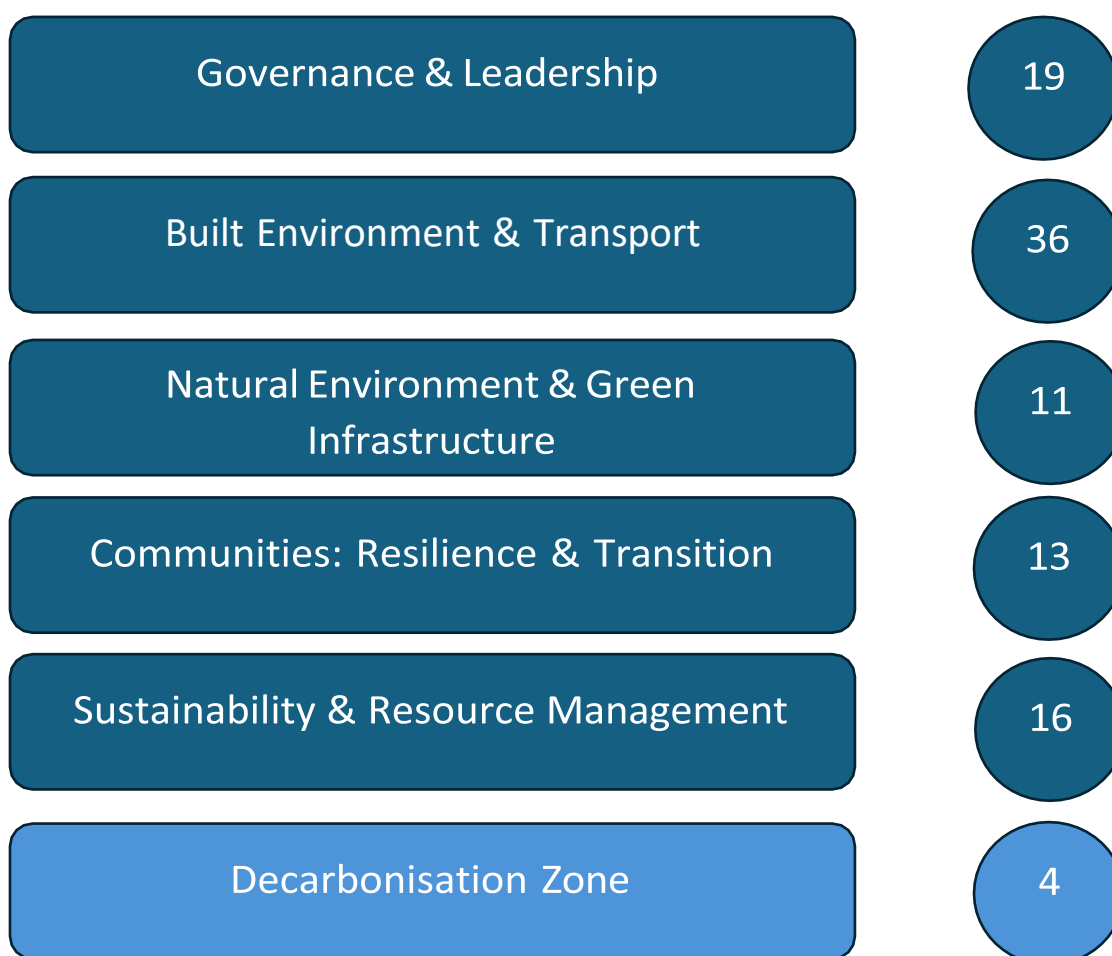 Governance & Leadership 19
Built Environment & Transport 36
Natural Environment & Green
Infrastructure 11
Communities: Resilience & Transition 13
Sustainability & Resource Management 16
Decarbonisation Zone 4